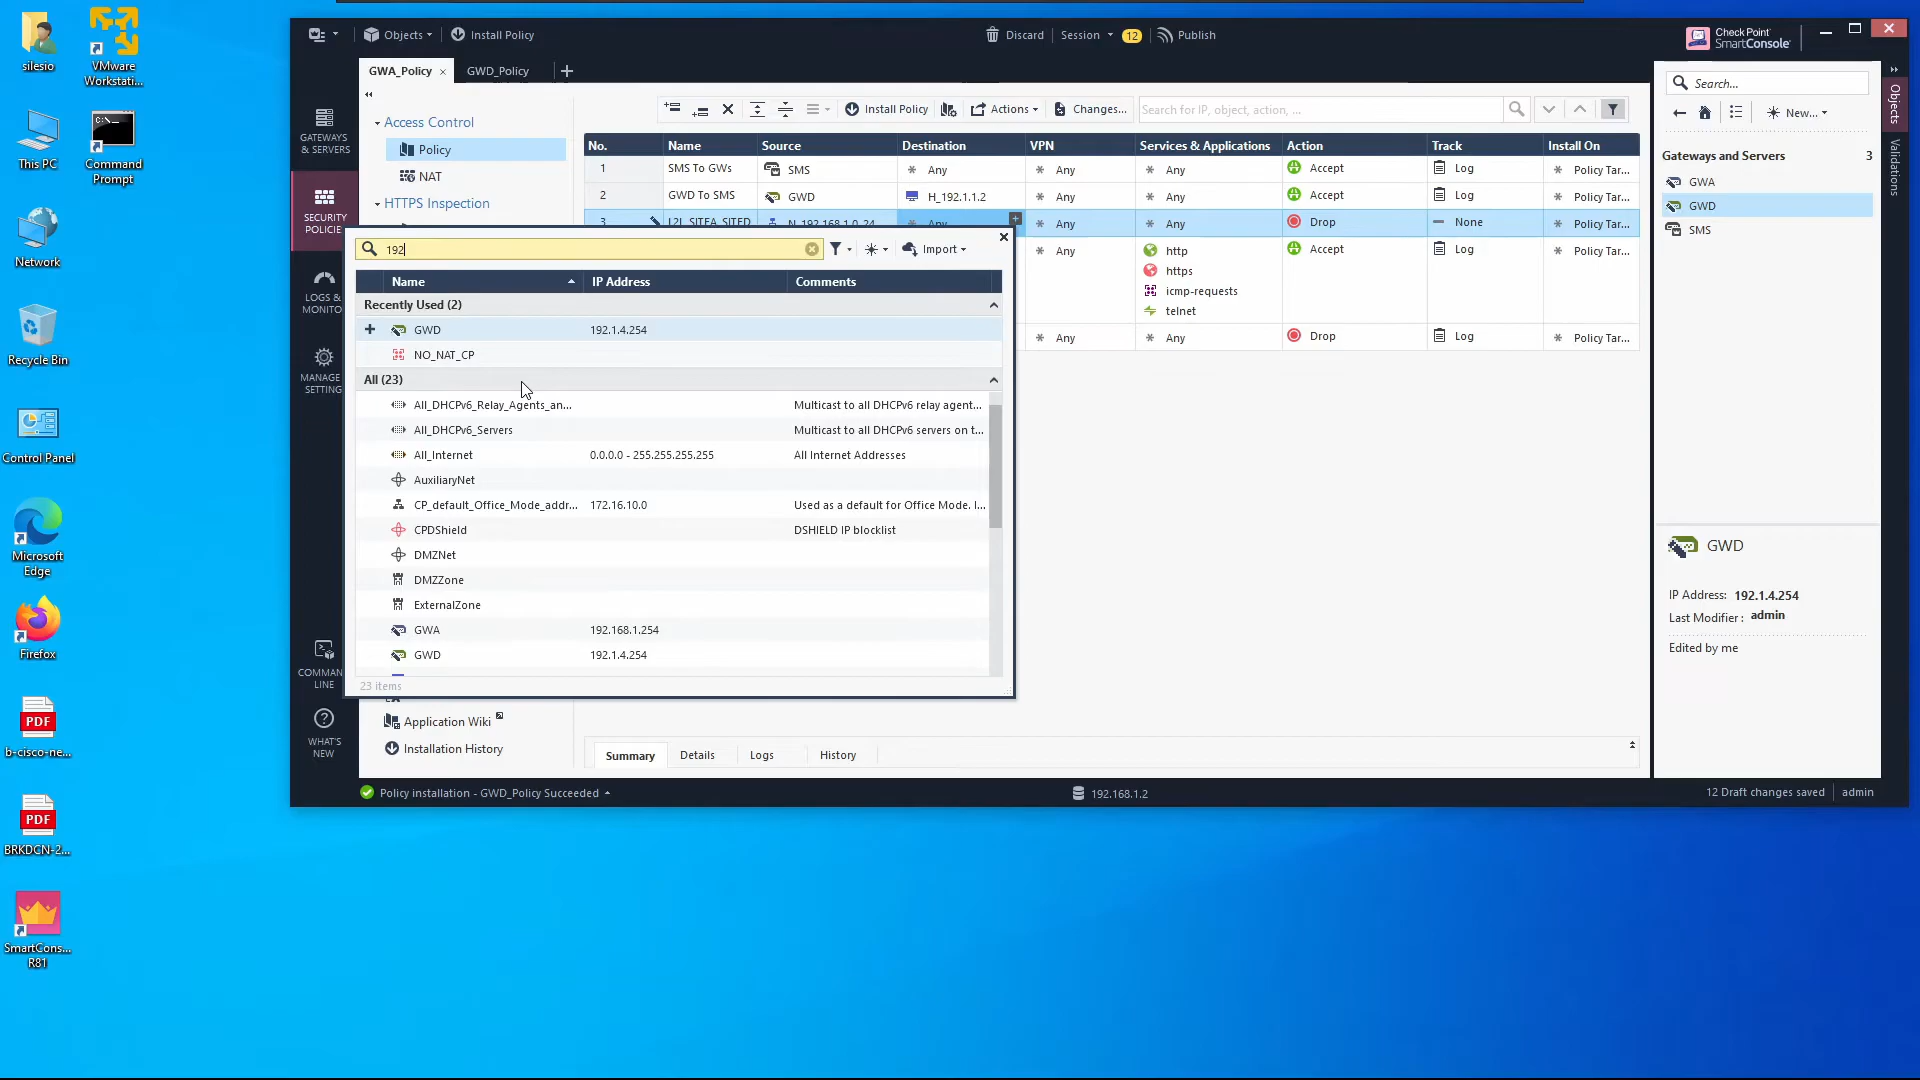 silesio
VMware
Workstati...
This PC
Command
Prompt
Network
Recycle Bin
Control Panel
Microsoft
Edge
Firefox
PDF
b-cisco-ne...
PDF
BRKDCN-2...
SmartCons...
R81
Objects
Install Policy
Discard
Session
12
Publish
Check Point
SmartConsole
GWA_Policy
GWD_Policy
GATEWAYS
& SERVERS
SECURITY
POLICIE
LOGS &
MONITO
MANAGE
SETTING
COMMAN
LINE
WHAT'S
NEW
Access Control
Policy
NAT
HTTPS Inspection
Install Policy
Actions
Changes...
Search for IP, object, action, ...
No. Name Source Destination VPN Services & Applications Action Track Install On
1 SMS To GWs SMS Any Any Any Accept Log Policy Tar...
2 GWD To SMS GWD H_192.1.1.2 Any Any Accept Log Policy Tar...
3 L2L_SITEA_SITED N_192.168.1.0_24 Any Any Any Drop None Policy Tar...
Any http Accept Log Policy Tar...
https
icmp-requests
telnet
Any Any Drop Log Policy Tar...
192
Import
Name IP Address Comments
Recently Used (2)
GWD 192.1.4.254
NO_NAT_CP
All (23)
All_DHCPv6_Relay_Agents_an... Multicast to all DHCPv6 relay agent...
All_DHCPv6_Servers Multicast to all DHCPv6 servers on t...
All_Internet 0.0.0.0 - 255.255.255.255 All Internet Addresses
AuxiliaryNet
CP_default_Office_Mode_addr... 172.16.10.0 Used as a default for Office Mode. I...
CPDShield DSHIELD IP blocklist
DMZNet
DMZZone
ExternalZone
GWA 192.168.1.254
GWD 192.1.4.254
23 items
Application Wiki
Installation History
Summary Details Logs History
Search...
New...
Gateways and Servers 3
GWA
GWD
SMS
GWD
IP Address: 192.1.4.254
Last Modifier : admin
Edited by me
Objects
Validations
Policy installation - GWD_Policy Succeeded
192.168.1.2
12 Draft changes saved
admin